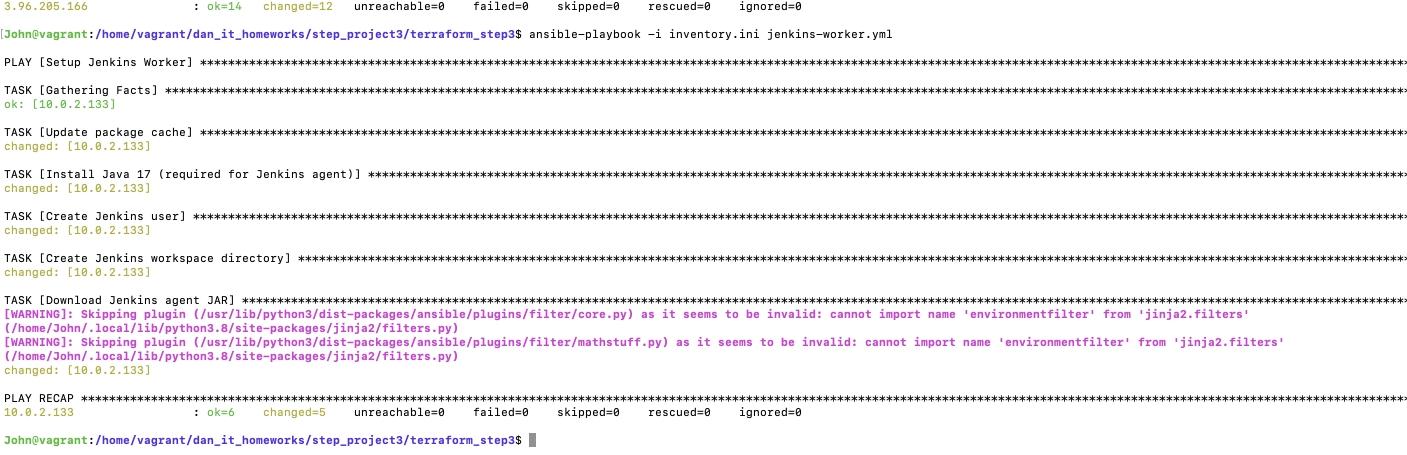 3.96.205.166               : ok=14   changed=12   unreachable=0    failed=0    skipped=0    rescued=0    ignored=0
[John@vagrant:/home/vagrant/dan_it_homeworks/step_project3/terraform_step3$ ansible-playbook -i inventory.ini jenkins-worker.yml
PLAY [Setup Jenkins Worker] ****************************************************************************************************************************************************************************
TASK [Gathering Facts] *********************************************************************************************************************************************************************************
ok: [10.0.2.133]
TASK [Update package cache] ****************************************************************************************************************************************************************************
changed: [10.0.2.133]
TASK [Install Java 17 (required for Jenkins agent)] ****************************************************************************************************************************************************
changed: [10.0.2.133]
TASK [Create Jenkins user] *****************************************************************************************************************************************************************************
changed: [10.0.2.133]
TASK [Create Jenkins workspace directory] **************************************************************************************************************************************************************
changed: [10.0.2.133]
TASK [Download Jenkins agent JAR] **********************************************************************************************************************************************************************
[WARNING]: Skipping plugin (/usr/lib/python3/dist-packages/ansible/plugins/filter/core.py) as it seems to be invalid: cannot import name 'environmentfilter' from 'jinja2.filters'
(/home/John/.local/lib/python3.8/site-packages/jinja2/filters.py)
[WARNING]: Skipping plugin (/usr/lib/python3/dist-packages/ansible/plugins/filter/mathstuff.py) as it seems to be invalid: cannot import name 'environmentfilter' from 'jinja2.filters'
(/home/John/.local/lib/python3.8/site-packages/jinja2/filters.py)
changed: [10.0.2.133]
PLAY RECAP *********************************************************************************************************************************************************************************************
10.0.2.133                 : ok=6    changed=5    unreachable=0    failed=0    skipped=0    rescued=0    ignored=0
John@vagrant:/home/vagrant/dan_it_homeworks/step_project3/terraform_step3$